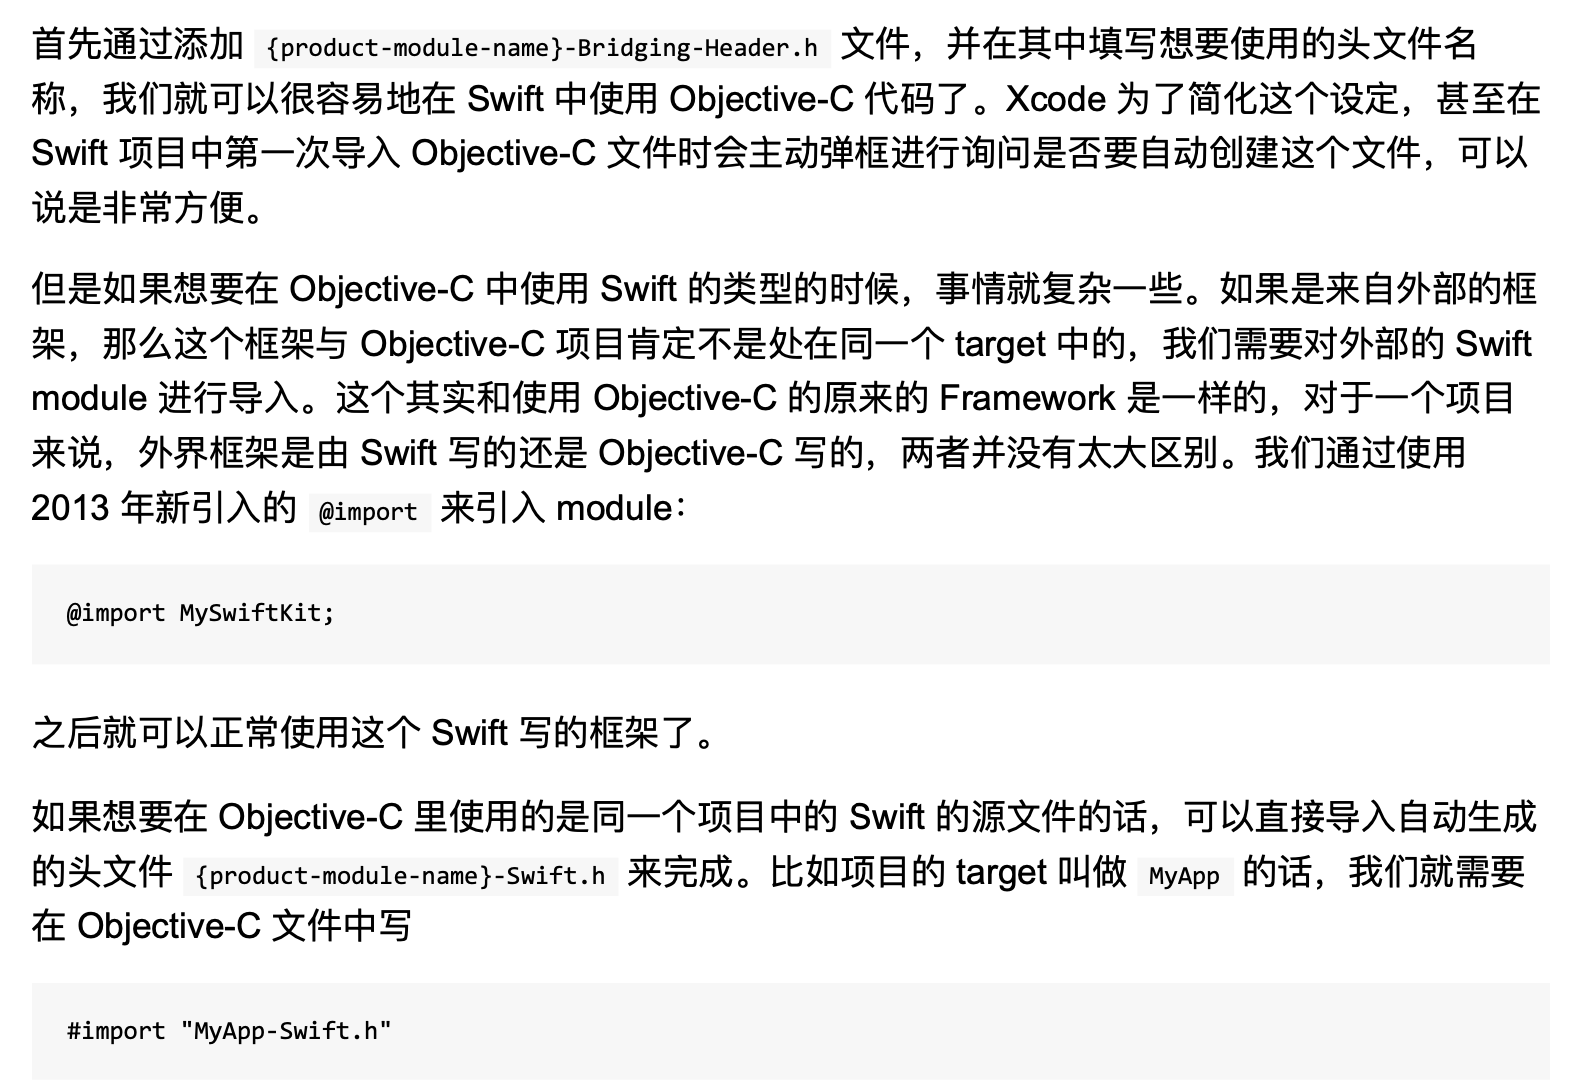 首先通过添加 {product-module-name}-Bridging-Header.h 文件，并在其中填写想要使用的头文件名
称，我们就可以很容易地在 Swift 中使用 Objective-C 代码了。Xcode 为了简化这个设定，甚至在
Swift 项目中第一次导入 Objective-C 文件时会主动弹框进行询问是否要自动创建这个文件，可以
说是非常方便。
但是如果想要在 Objective-C 中使用 Swift 的类型的时候，事情就复杂一些。如果是来自外部的框
架，那么这个框架与 Objective-C 项目肯定不是处在同一个 target 中的，我们需要对外部的 Swift
module 进行导入。这个其实和使用 Objective-C 的原来的 Framework 是一样的，对于一个项目
来说，外界框架是由 Swift 写的还是 Objective-C 写的，两者并没有太大区别。我们通过使用
2013 年新引入的 @import 来引入 module：
@import MySwiftKit;
之后就可以正常使用这个 Swift 写的框架了。
如果想要在 Objective-C 里使用的是同一个项目中的 Swift 的源文件的话，可以直接导入自动生成
的头文件 {product-module-name}-Swift.h 来完成。比如项目的 target 叫做 MyApp 的话，我们就需要
在 Objective-C 文件中写
#import "MyApp-Swift.h"